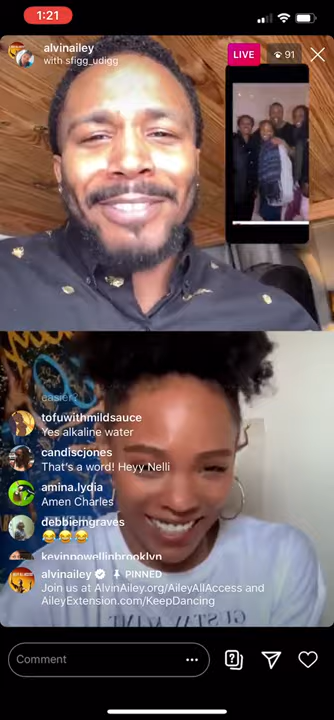 1:21
alvinailey
with sfigg_udigg
LIVE
91
easier?
tofuwithmildsauce
Yes alkaline water
candiscjones
That's a word! Heyy Nelli
amina.lydia
Amen Charles
debbiemgraves
😂😂😂
kevinpowellinbrooklyn
alvinailey PINNED
Join us at AlvinAiley.org/AileyAllAccess and
AileyExtension.com/KeepDancing
Comment